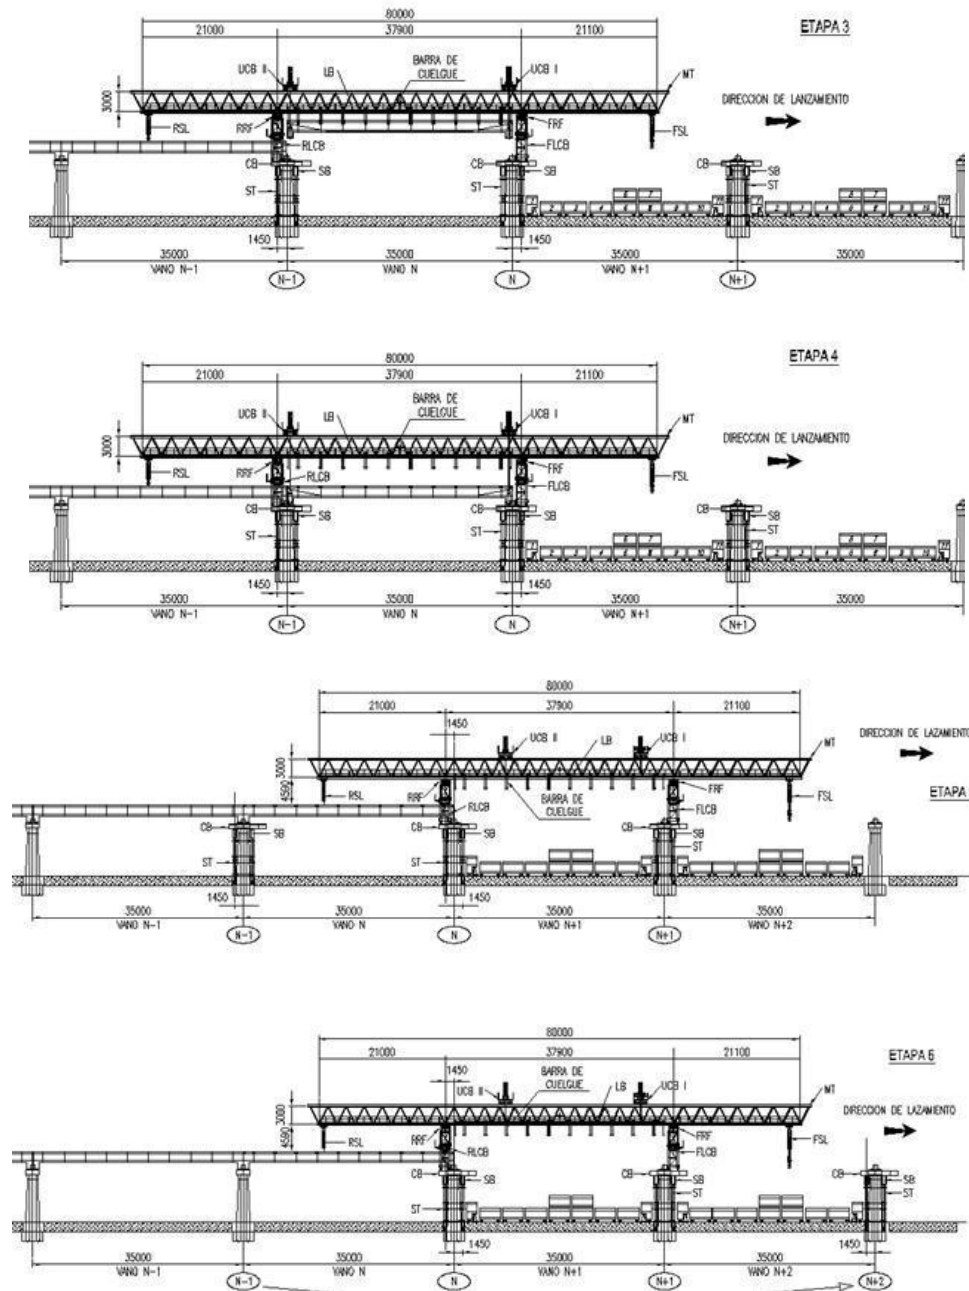 80000
21000 37900 21100
ETAPA 3
UCB II LB BARRA DE CUELGUE UCB I MT
3000
DIRECCION DE LANZAMIENTO
RSL RRF RLCB FRF FLCB FSL
CB SB CB SB CB SB
ST ST ST
1450 1450
35000 35000 35000 35000
VANO N-1 VANO N VANO N+1
N-1 N N+1
80000
ETAPA 4
21000 37900 21100
UCB II LB BARRA DE CUELGUE UCB I MT
3000
DIRECCION DE LANZAMIENTO
RSL RRF RLCB FRF FLCB FSL
CB SB CB SB CB SB
ST ST ST
1450 1450
35000 35000 35000 35000
VANO N-1 VANO N VANO N+1
N-1 N N+1
80000
21000 37900 21100
1450
DIRECCION DE LAZAMIENTO
UCB II LB UCB I MT
3000
4590
ETAPA
RSL RRF BARRA DE CUELGUE FRF FSL
RLCB FLCB
CB SB CB SB CB SB
ST ST ST
1450 1450
35000 35000 35000 35000
VANO N-1 VANO N VANO N+1 VANO N+2
N-1 N N+1
80000
21000 37900 21100
ETAPA 5
1450
UCB II BARRA DE CUELGUE LB UCB I MT
3000
4590
DIRECCION DE LAZAMIENTO
RSL RRF RLCB FRF FLCB FSL
CB SB CB SB CB SB
ST ST ST
1450 1450
35000 35000 35000 35000
VANO N-1 VANO N VANO N+1 VANO N+2
N-1 N N+1 N+2